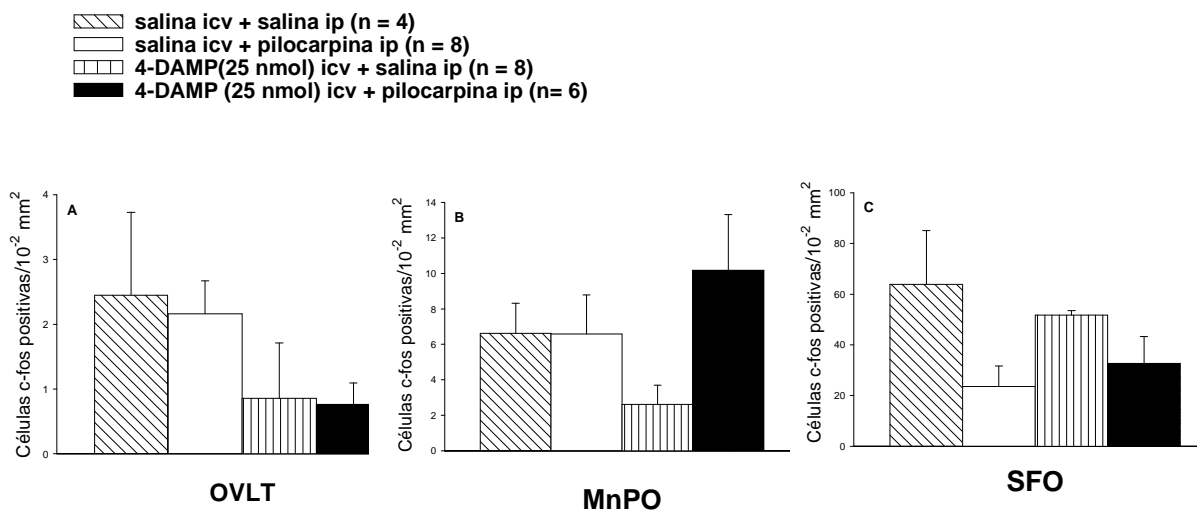 salina icv + salina ip (n = 4)
salina icv + pilocarpina ip (n = 8)
4-DAMP(25 nmol) icv + salina ip (n = 8)
4-DAMP (25 nmol) icv + pilocarpina ip (n= 6)
Células c-fos positivas/10⁻² mm²
A
4
3
2
1
0
OVLT
Células c-fos positivas/10⁻² mm²
B
14
12
10
8
6
4
2
0
MnPO
Células c-fos positivas/10⁻² mm²
C
100
80
60
40
20
0
SFO